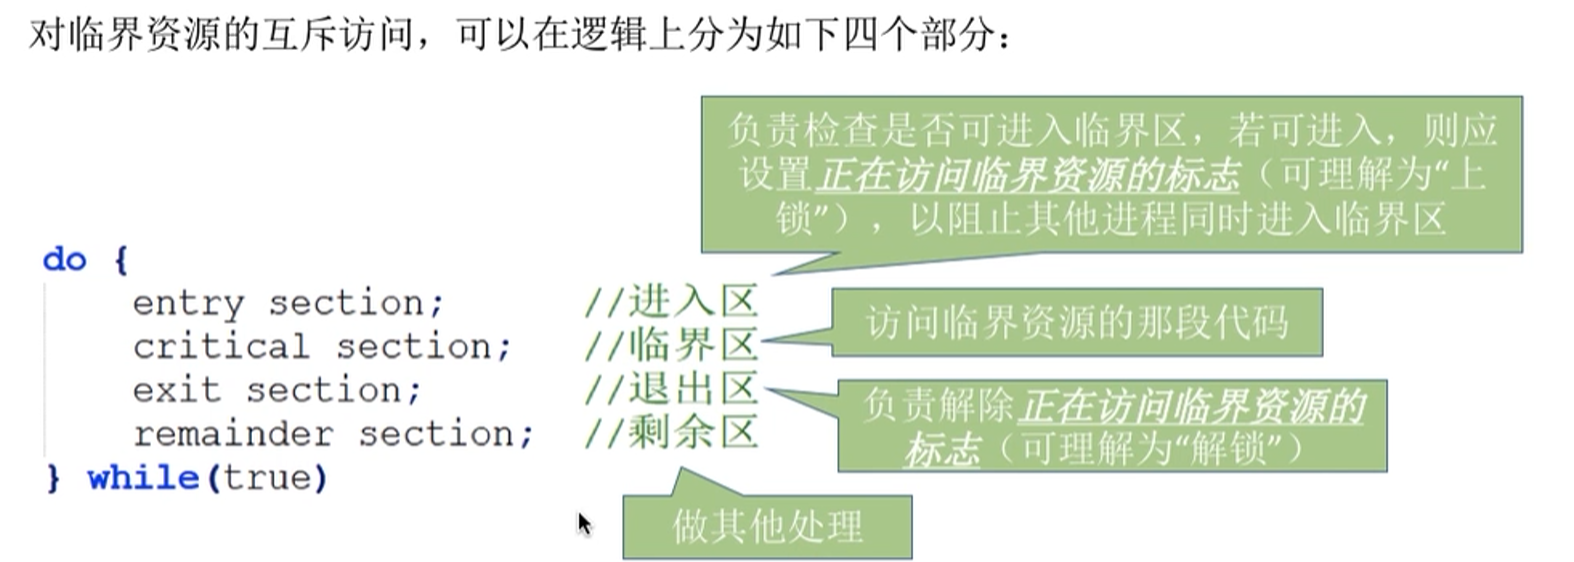 对临界资源的互斥访问，可以在逻辑上分为如下四个部分：
负责检查是否可进入临界区，若可进入，则应
设置正在访问临界资源的标志（可理解为“上
锁”），以阻止其他进程同时进入临界区
do {
entry section; //进入区
critical section; //临界区
访问临界资源的那段代码
exit section; //退出区
负责解除正在访问临界资源的
标志（可理解为“解锁”）
remainder section; //剩余区
} while(true)
做其他处理